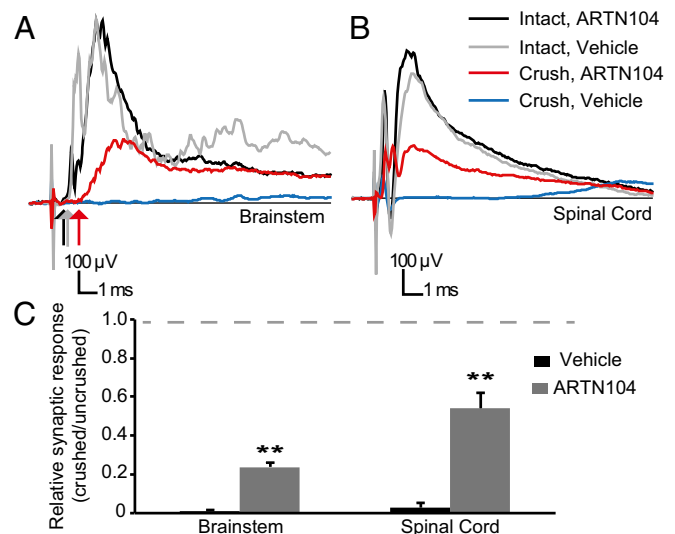 A
B
Intact, ARTN104
Intact, Vehicle
Crush, ARTN104
Crush, Vehicle
Brainstem
Spinal Cord
100 μV
1 ms
100 μV
1 ms
C
Relative synaptic response
(crushed/uncrushed)
1.0
0.8
0.6
0.4
0.2
0
**
**
Vehicle
ARTN104
Brainstem
Spinal Cord